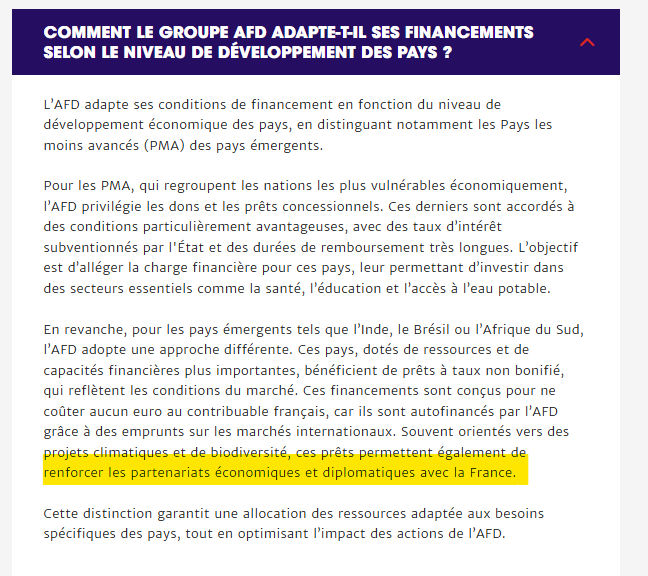 COMMENT LE GROUPE AFD ADAPTE-T-IL SES FINANCEMENTS
SELON LE NIVEAU DE DÉVELOPPEMENT DES PAYS ?
L’AFD adapte ses conditions de financement en fonction du niveau de
développement économique des pays, en distinguant notamment les Pays les
moins avancés (PMA) des pays émergents.
Pour les PMA, qui regroupent les nations les plus vulnérables économiquement,
l’AFD privilégie les dons et les prêts concessionnels. Ces derniers sont accordés à
des conditions particulièrement avantageuses, avec des taux d’intérêt
subventionnés par l'État et des durées de remboursement très longues. L’objectif
est d’alléger la charge financière pour ces pays, leur permettant d’investir dans
des secteurs essentiels comme la santé, l’éducation et l’accès à l’eau potable.
En revanche, pour les pays émergents tels que l’Inde, le Brésil ou l’Afrique du Sud,
l’AFD adopte une approche différente. Ces pays, dotés de ressources et de
capacités financières plus importantes, bénéficient de prêts à taux non bonifié,
qui reflètent les conditions du marché. Ces financements sont conçus pour ne
coûter aucun euro au contribuable français, car ils sont autofinancés par l’AFD
grâce à des emprunts sur les marchés internationaux. Souvent orientés vers des
projets climatiques et de biodiversité, ces prêts permettent également de
renforcer les partenariats économiques et diplomatiques avec la France.
Cette distinction garantit une allocation des ressources adaptée aux besoins
spécifiques des pays, tout en optimisant l’impact des actions de l’AFD.